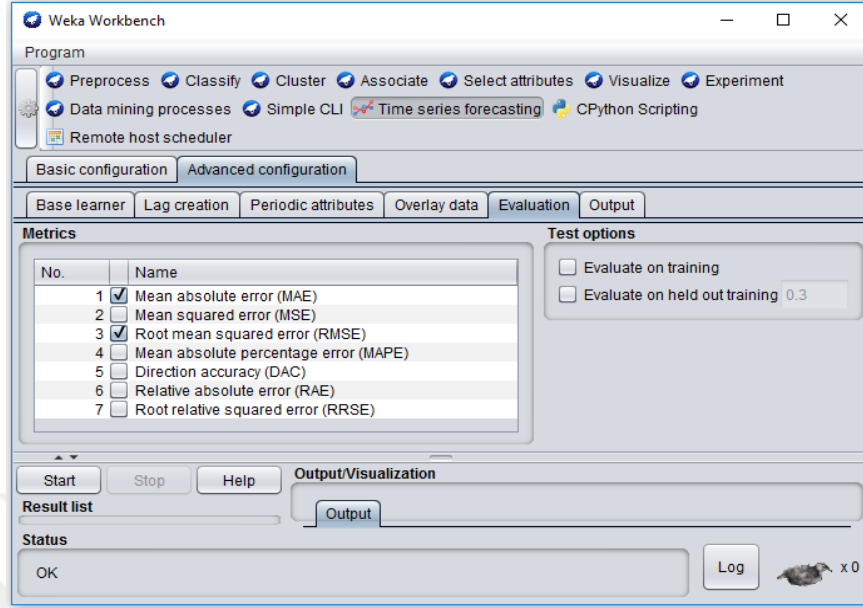 Weka Workbench
Program
Preprocess Classify Cluster Associate Select attributes Visualize Experiment
Data mining processes Simple CLI Time series forecasting CPython Scripting
Remote host scheduler
Basic configuration Advanced configuration
Base learner Lag creation Periodic attributes Overlay data Evaluation Output
Metrics
No. Name
1 Mean absolute error (MAE)
2 Mean squared error (MSE)
3 Root mean squared error (RMSE)
4 Mean absolute percentage error (MAPE)
5 Direction accuracy (DAC)
6 Relative absolute error (RAE)
7 Root relative squared error (RRSE)
Test options
Evaluate on training
Evaluate on held out training 0.3
Start Stop Help
Result list
Output/Visualization
Output
Status
OK
Log x 0